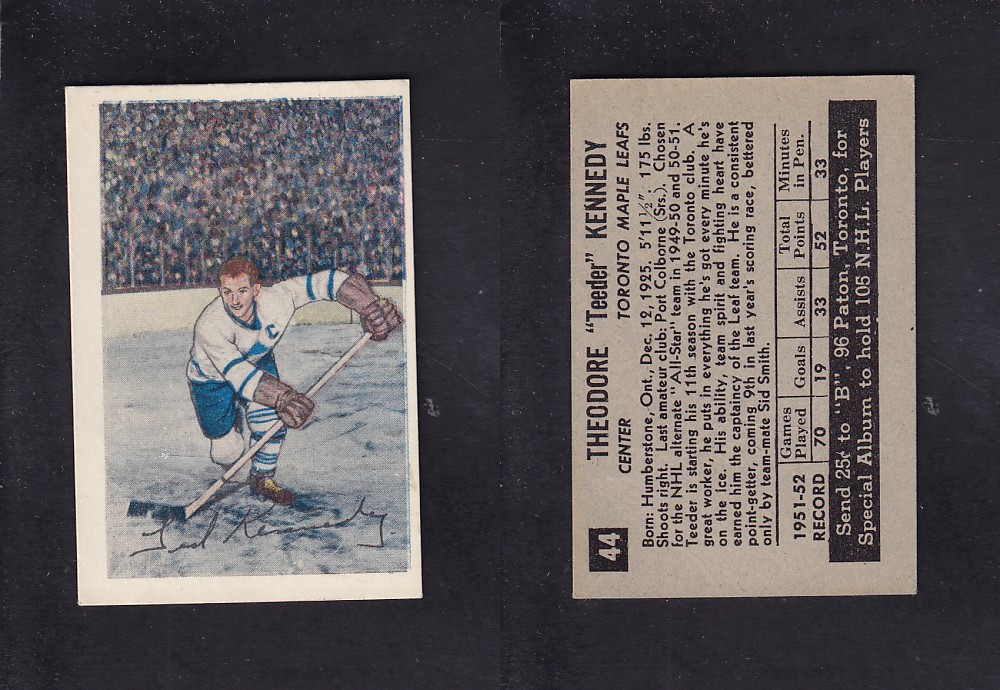 C
Ted Kennedy
44
THEODORE "Teeder" KENNEDY
CENTER TORONTO MAPLE LEAFS
Born: Humberstone, Ont., Dec. 12, 1925. 5'11½". 175 lbs.
Shoots right. Last amateur club: Port Colborne (Srs.). Chosen
for the NHL alternate "All-Star" team in 1949-50 and 50-51.
Teeder is starting his 11th season with the Toronto club. A
great worker, he puts in everything he's got every minute he's
on the ice. His ability, team spirit and fighting heart have
earned him the captaincy of the Leaf team. He is a consistent
point-getter, coming 9th in last year's scoring race, bettered
only by team-mate Sid Smith.
1951-52 Games Goals Assists Total Minutes
RECORD Played Points in Pen.
70 19 33 52 33
Send 25¢ to "B", 96 Paton, Toronto, for
Special Album to hold 105 N.H.L. Players